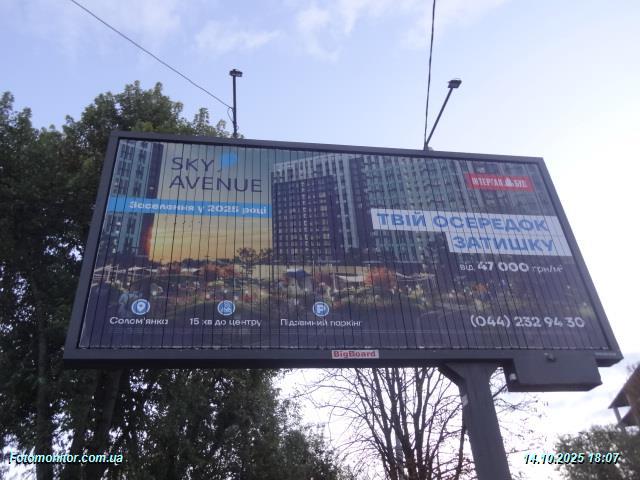 SKY
AVENUE
Заселення у 2025 році
ІНТЕРГАЛ БУД
ТВІЙ ОСЕРЕДОК
ЗАТИШКУ
від 47 000 грн/м²
Солом'янка
15 хв до центру
Підземний паркінг
(044) 232 94 30
BigBoard
Fotomonitor.com.ua
14.10.2025 18:07